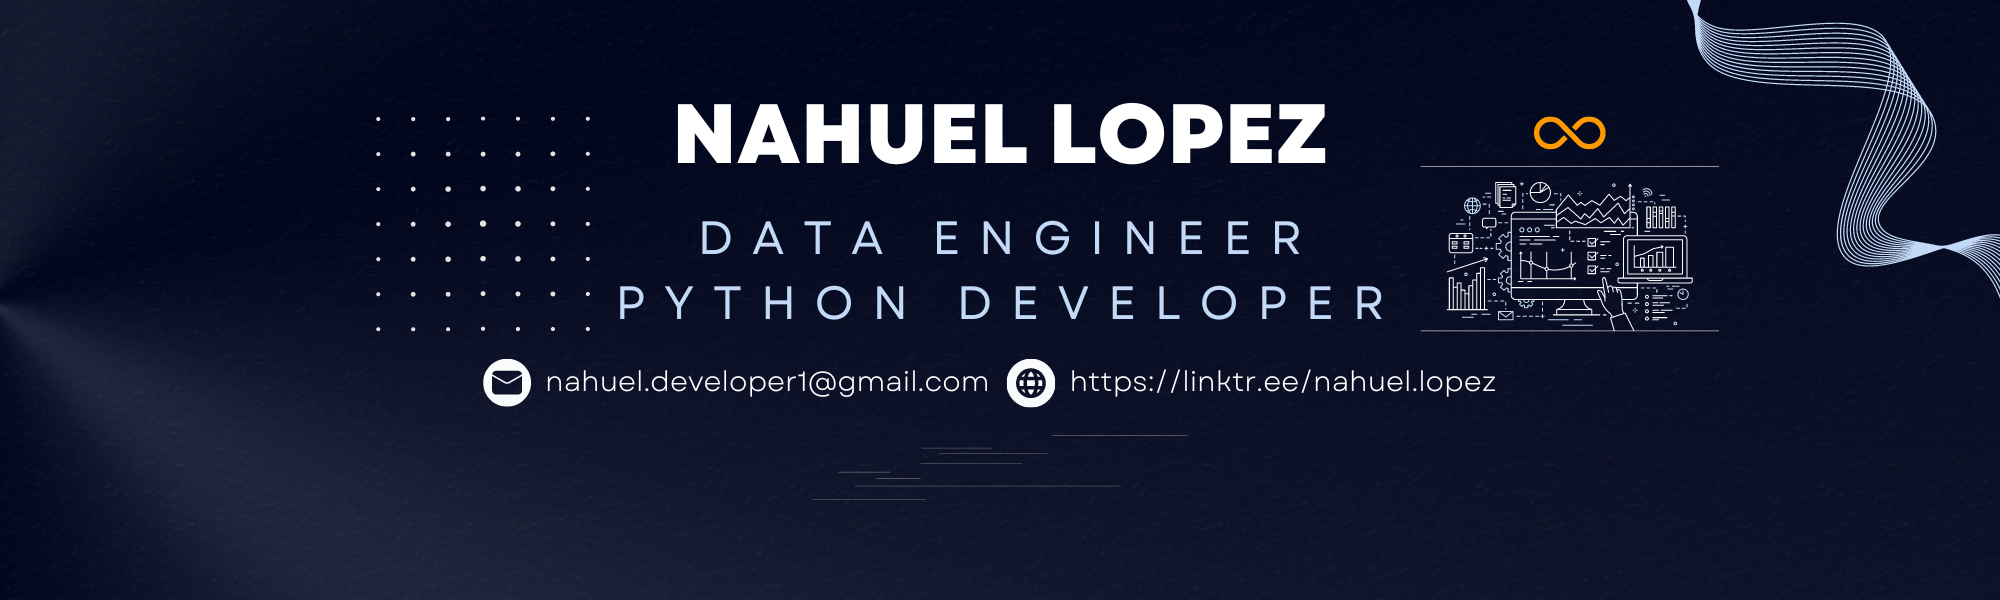 NAHUEL LOPEZ
DATA ENGINEER
PYTHON DEVELOPER
nahuel.developer1@gmail.com https://linktr.ee/nahuel.lopez